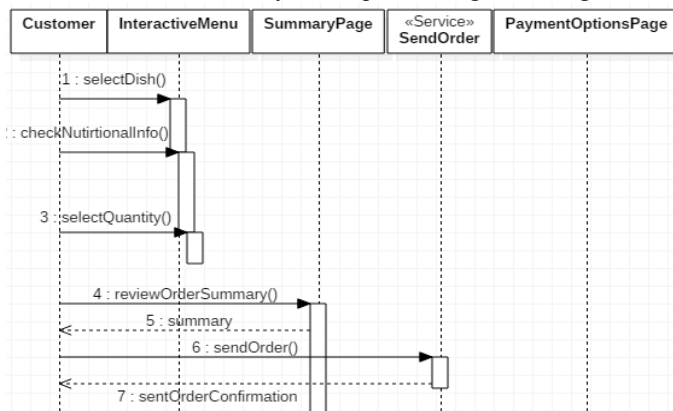 Customer
InteractiveMenu
SummaryPage
«Service»
SendOrder
PaymentOptionsPage
1 : selectDish()
: checkNutirtionalInfo()
3 : selectQuantity()
4 : reviewOrderSummary()
5 : summary
6 : sendOrder()
7 : sentOrderConfirmation